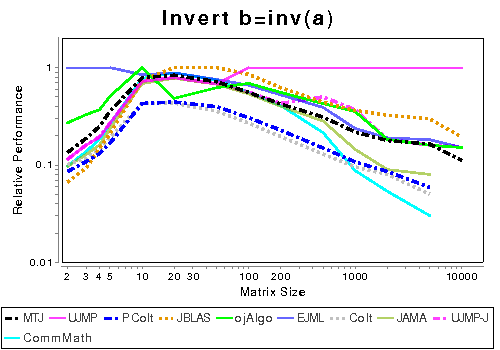 Invert b=inv(a)
Relative Performance
1
0.1
0.01
2 3 4 5 10 20 30 50 100 200 1000 10000
Matrix Size
MTJ UJMP PColt JBLAS ojAlgo EJML Colt JAMA UJMP-J
CommMath